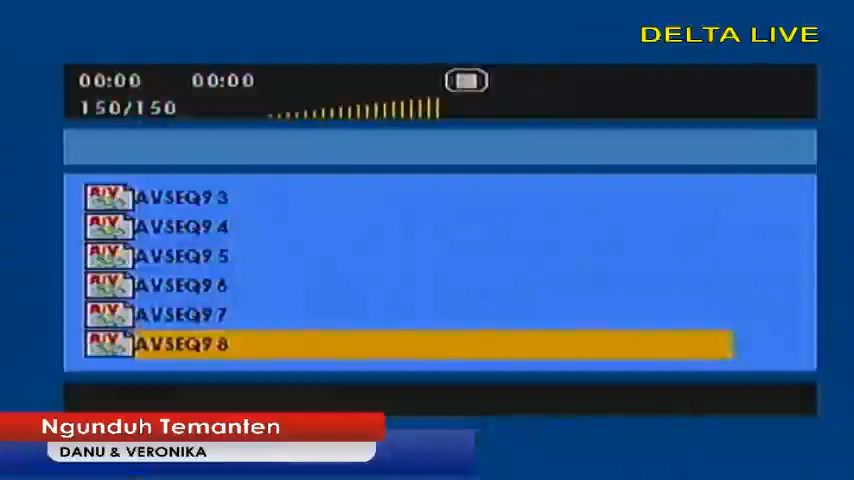 DELTA LIVE
00:00 00:00
150/150
AVSEQ93
AVSEQ94
AVSEQ95
AVSEQ96
AVSEQ97
AVSEQ98
Ngunduh Temanten
DANU & VERONIKA